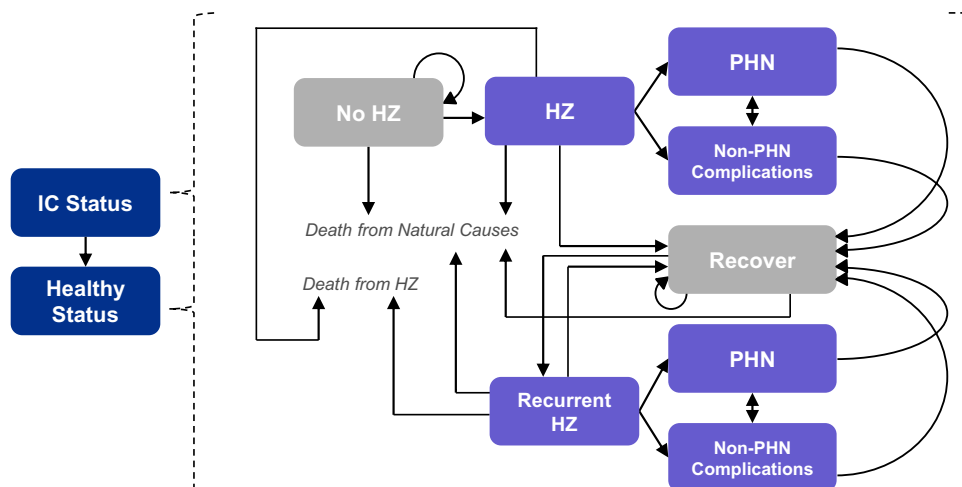 IC Status
Healthy
Status
No HZ
HZ
PHN
Non-PHN
Complications
Death from Natural Causes
Death from HZ
Recover
Recurrent
HZ
PHN
Non-PHN
Complications